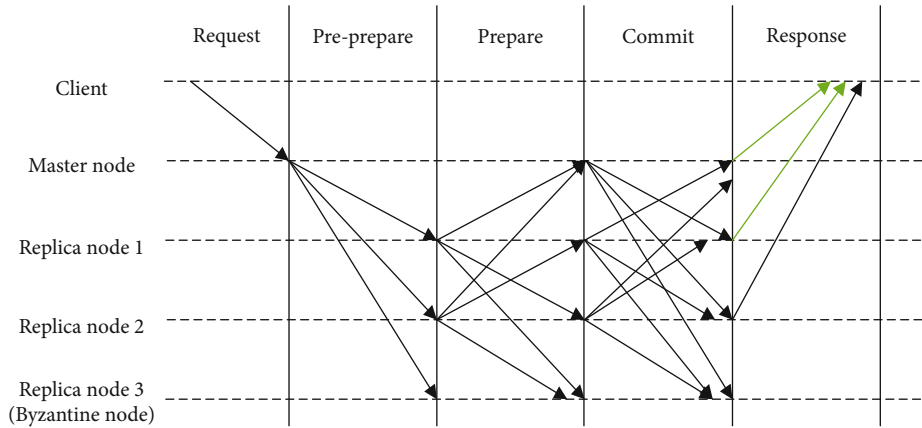 Request
Pre-prepare
Prepare
Commit
Response
Client
Master node
Replica node 1
Replica node 2
Replica node 3
(Byzantine node)